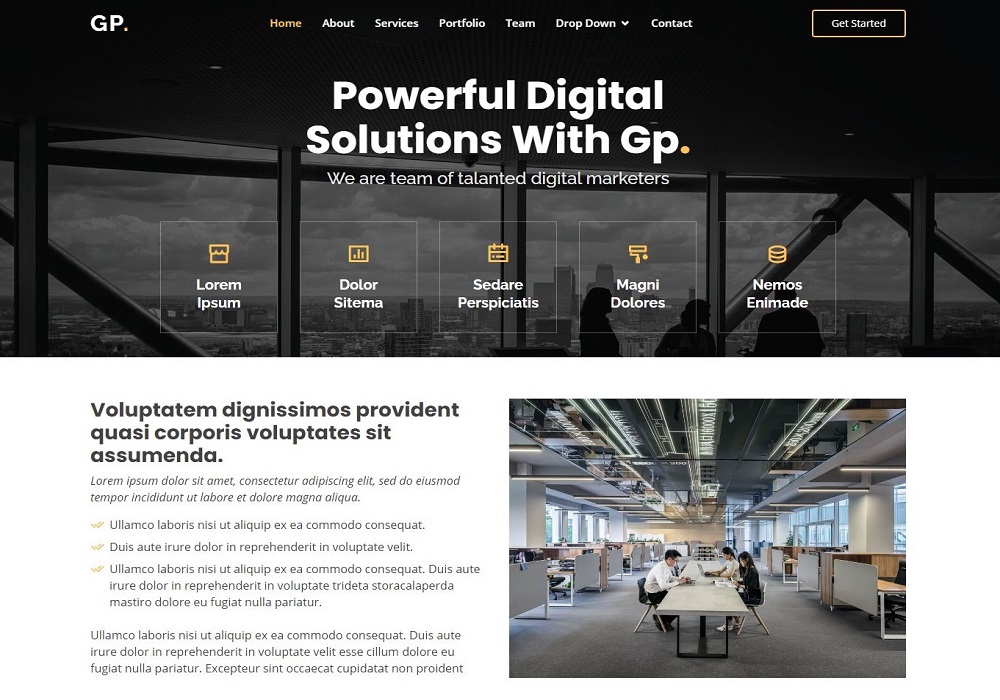 GP.
Home About Services Portfolio Team Drop Down Contact
Get Started
Powerful Digital
Solutions With Gp.
We are team of talanted digital marketers
Lorem
Ipsum
Dolor
Sitema
Sedare
Perspiciatis
Magni
Dolores
Nemos
Enimade
Voluptatem dignissimos provident
quasi corporis voluptates sit
assumenda.
Lorem ipsum dolor sit amet, consectetur adipiscing elit, sed do eiusmod
tempor incididunt ut labore et dolore magna aliqua.
Ullamco laboris nisi ut aliquip ex ea commodo consequat.
Duis aute irure dolor in reprehenderit in voluptate velit.
Ullamco laboris nisi ut aliquip ex ea commodo consequat. Duis aute
irure dolor in reprehenderit in voluptate trideta storacalaperda
mastiro dolore eu fugiat nulla pariatur.
Ullamco laboris nisi ut aliquip ex ea commodo consequat. Duis aute
irure dolor in reprehenderit in voluptate velit esse cillum dolore eu
fugiat nulla pariatur. Excepteur sint occaecat cupidatat non proident